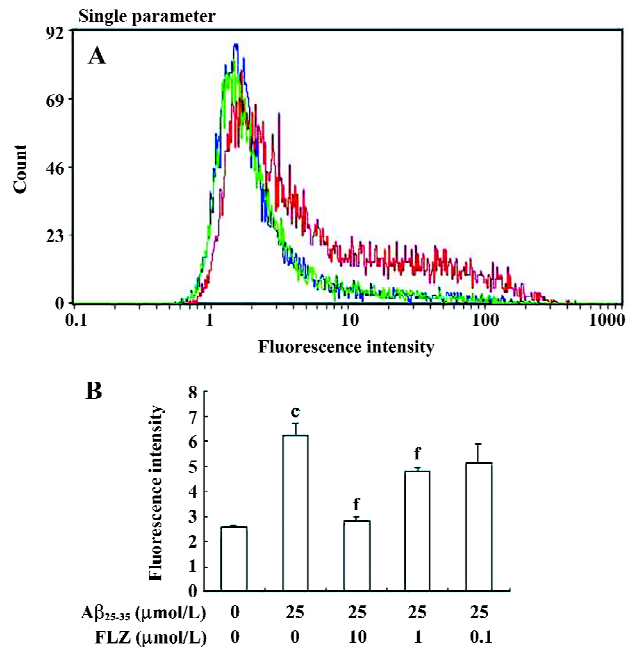 Single parameter
A
92
69
46
23
0
Count
0.1 1 10 100 1000
Fluorescence intensity
B
8
7
6
5
4
3
2
1
0
Fluorescence intensity
c
f
f
Aβ25-35 (μmol/L) 0 25 25 25 25
FLZ (μmol/L) 0 0 10 1 0.1